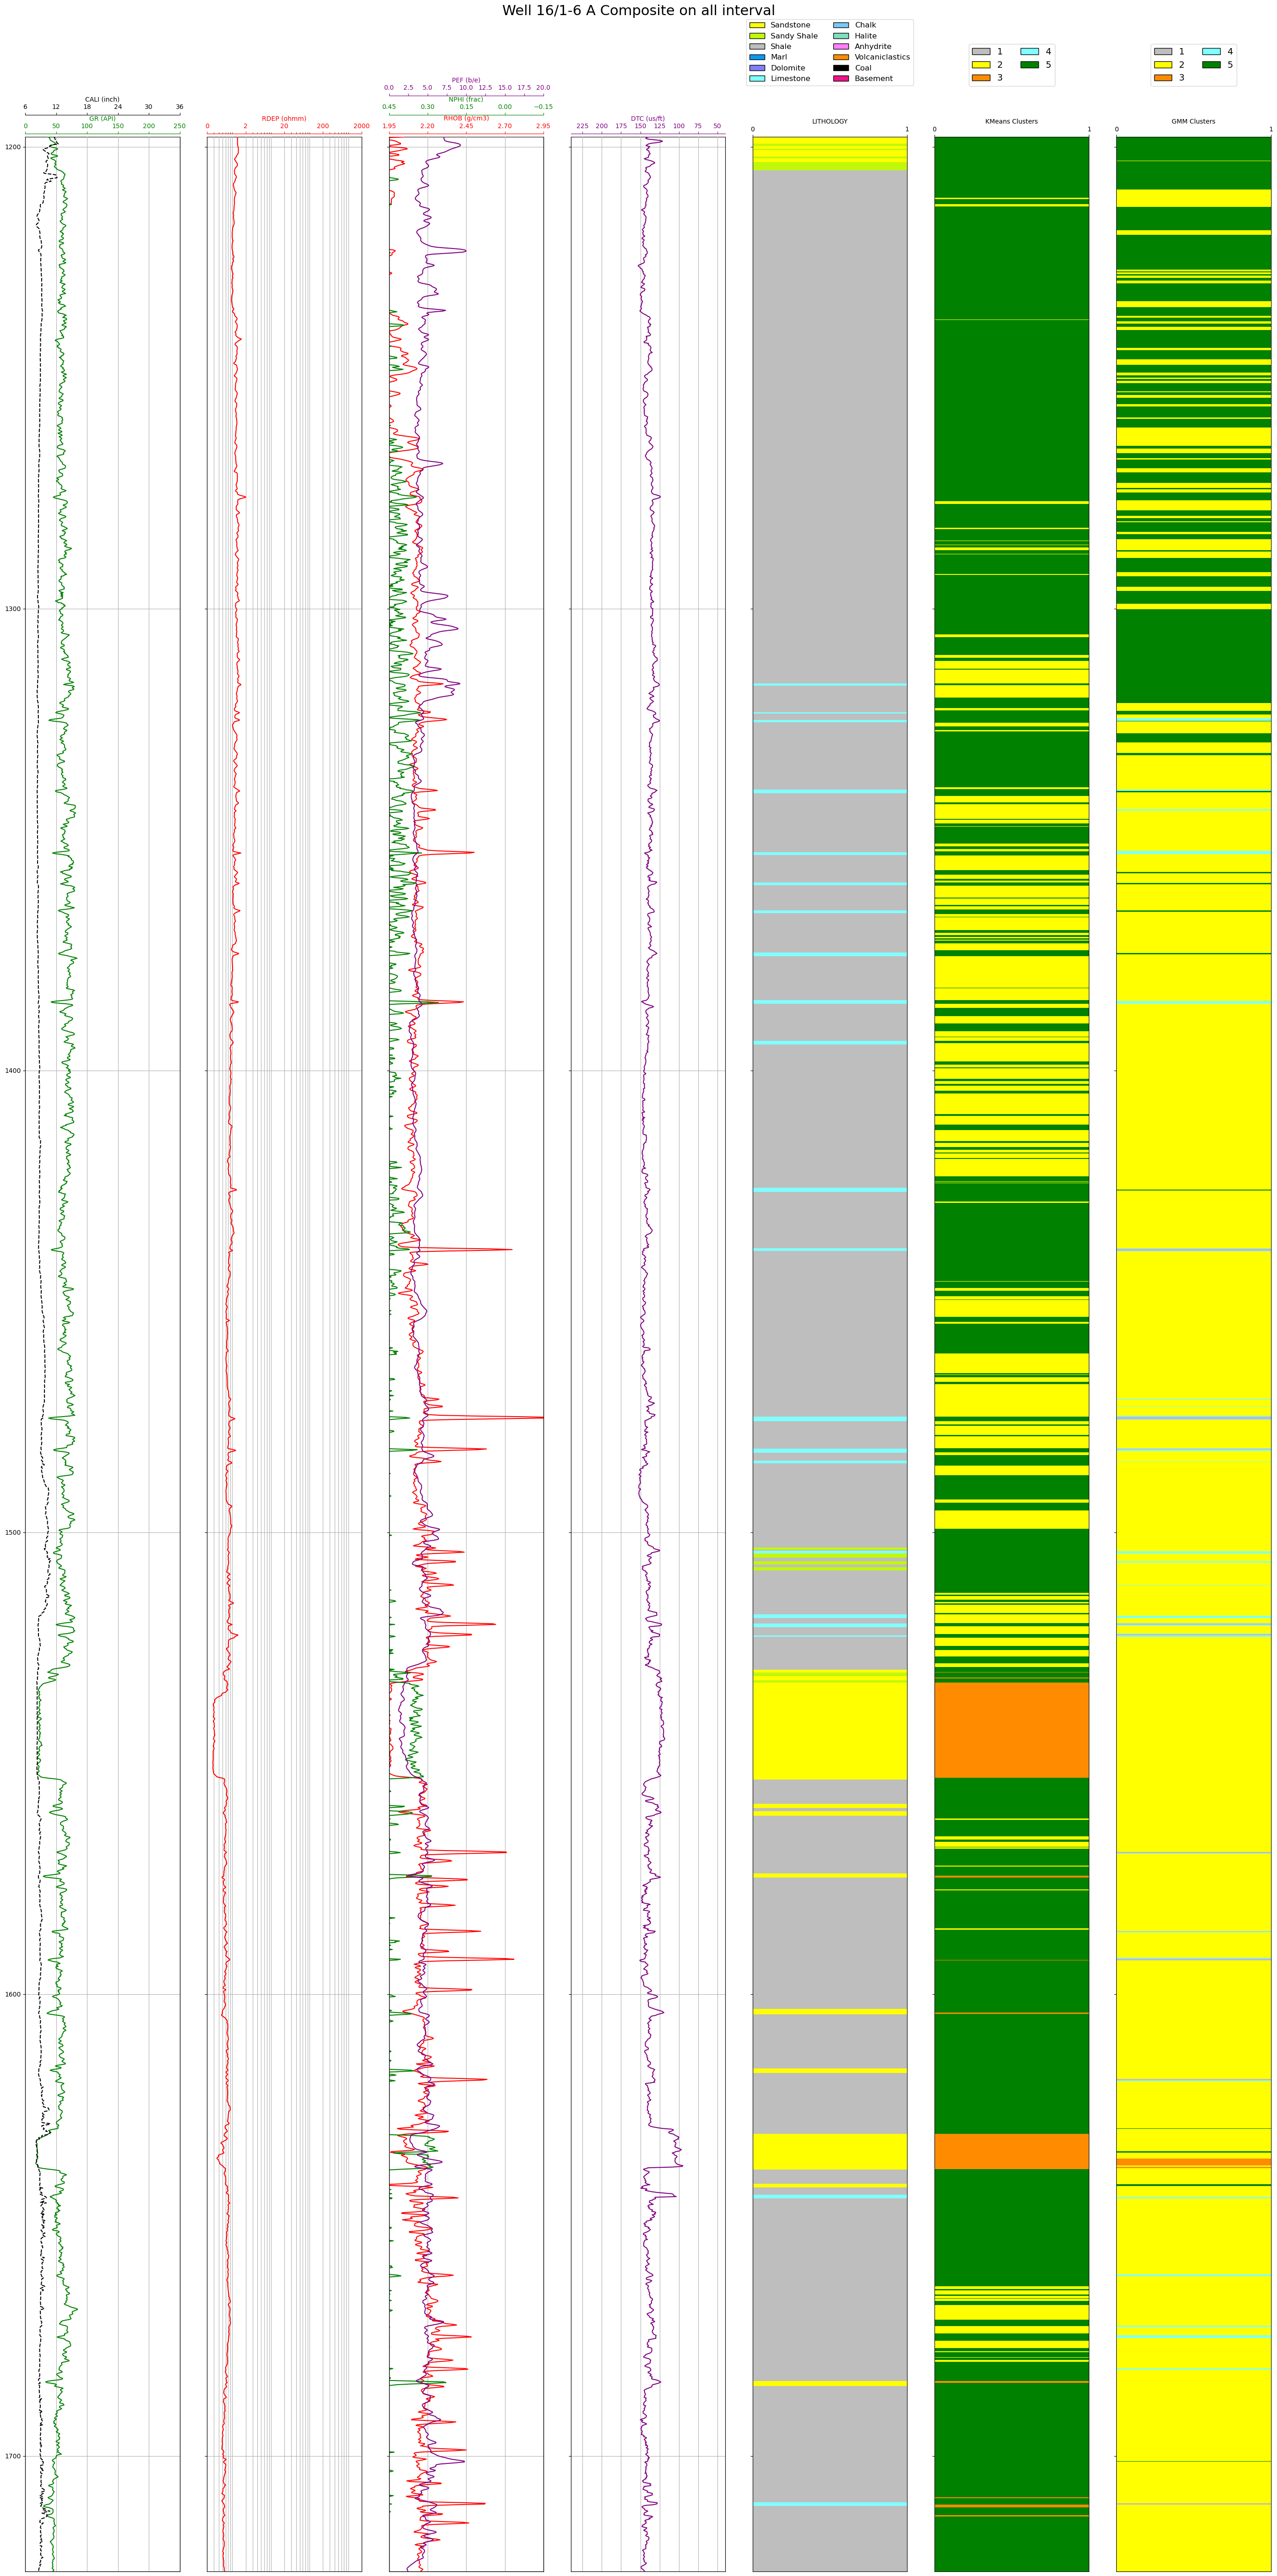 Well 16/1-6 A Composite on all interval
Sandstone Chalk
Sandy Shale Halite
Shale Anhydrite
Marl Volcaniclastics
Dolomite Coal
Limestone Basement
1 4
2 5
3
1 4
2 5
3
PEF (b/e)
0.0 2.5 5.0 7.5 10.0 12.5 15.0 17.5 20.0
CALI (inch)
NPHI (frac)
6 12 18 24 30 36
0.45 0.30 0.15 0.00 −0.15
GR (API)
RDEP (ohmm)
RHOB (g/cm3)
DTC (us/ft)
LITHOLOGY
KMeans Clusters
GMM Clusters
0 50 100 150 200 250
0 2 20 200 2000
1.95 2.20 2.45 2.70 2.95
225 200 175 150 125 100 75 50
0 1
0 1
0 1
1200
1300
1400
1500
1600
1700